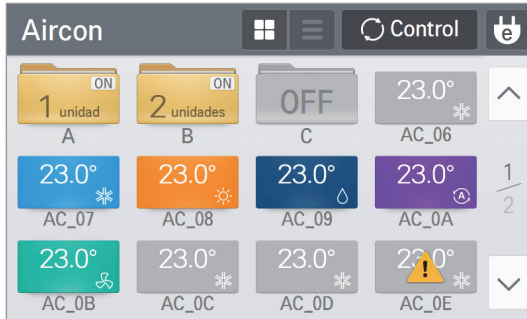 Aircon Control e
ON ON
1 unidad 2 unidades OFF 23.0°
A B C AC_06
23.0° 23.0° 23.0° 23.0°
A
AC_07 AC_08 AC_09 AC_0A
1
2
23.0° 23.0° 23.0°
AC_0B AC_0C AC_0D AC_0E